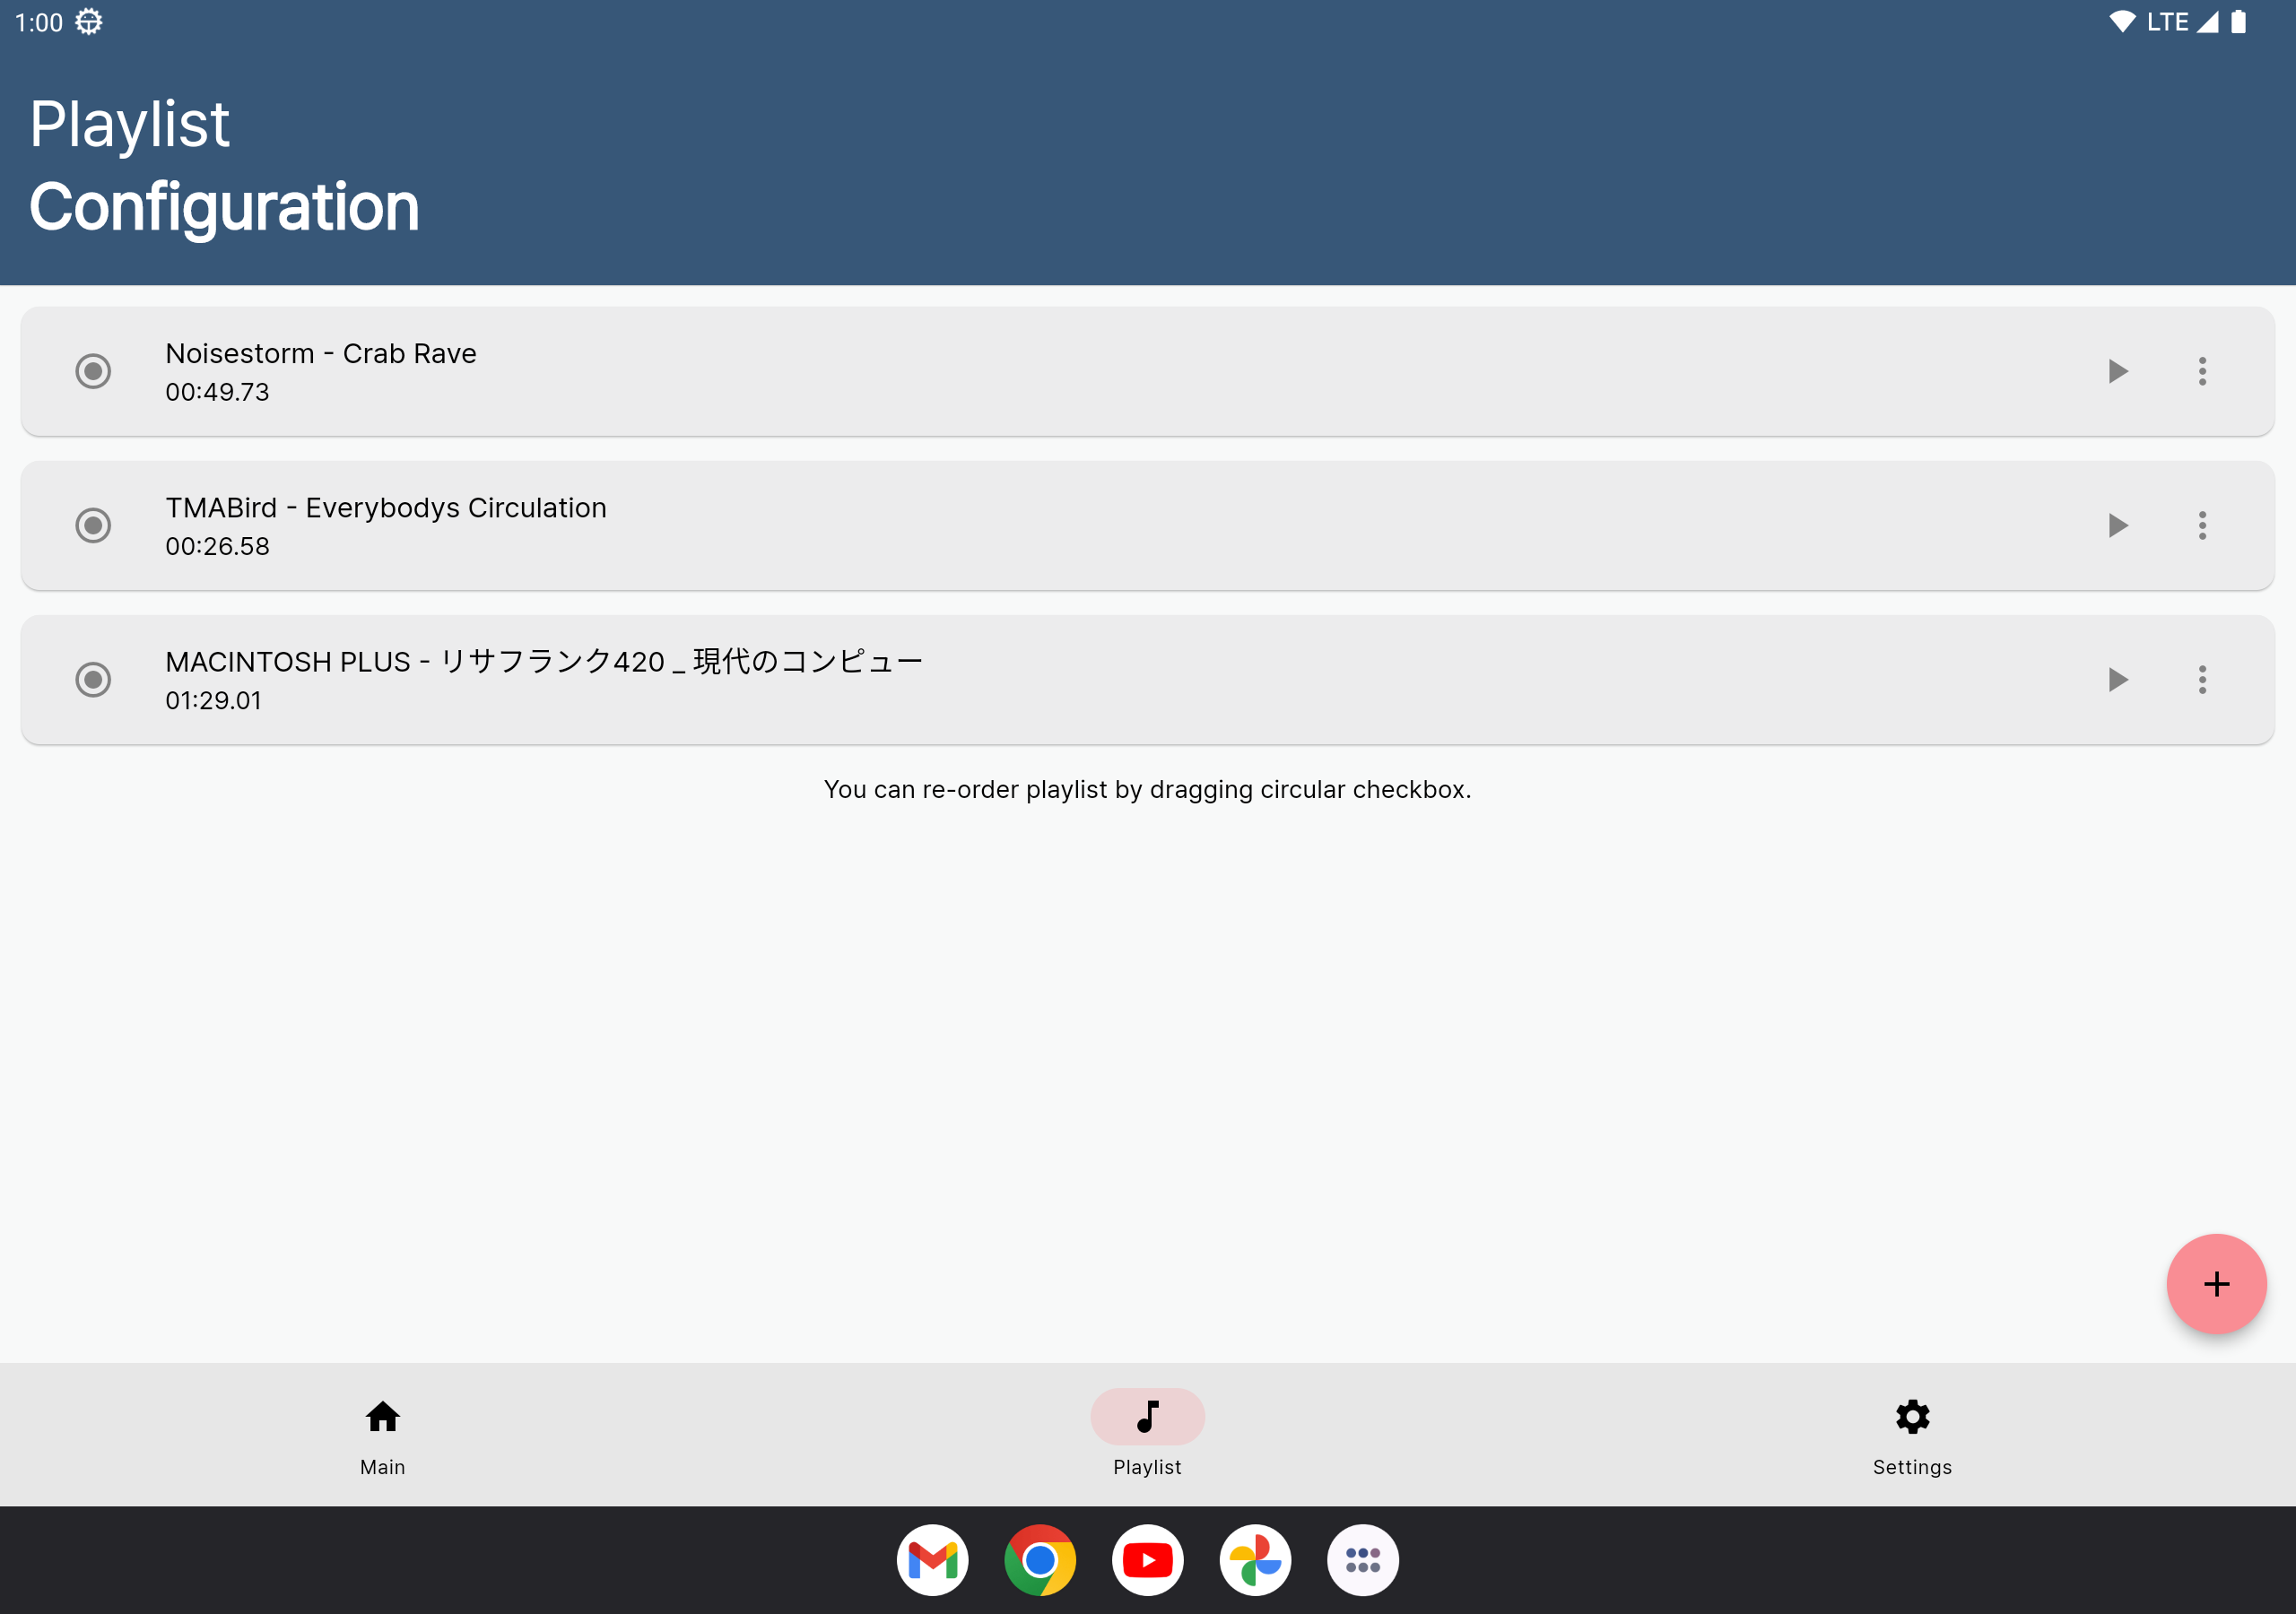 1:00
LTE
Playlist
Configuration
Noisestorm - Crab Rave
00:49.73
TMABird - Everybodys Circulation
00:26.58
MACINTOSH PLUS - リサフランク420 _ 現代のコンピュー
01:29.01
You can re-order playlist by dragging circular checkbox.
Main
Playlist
Settings